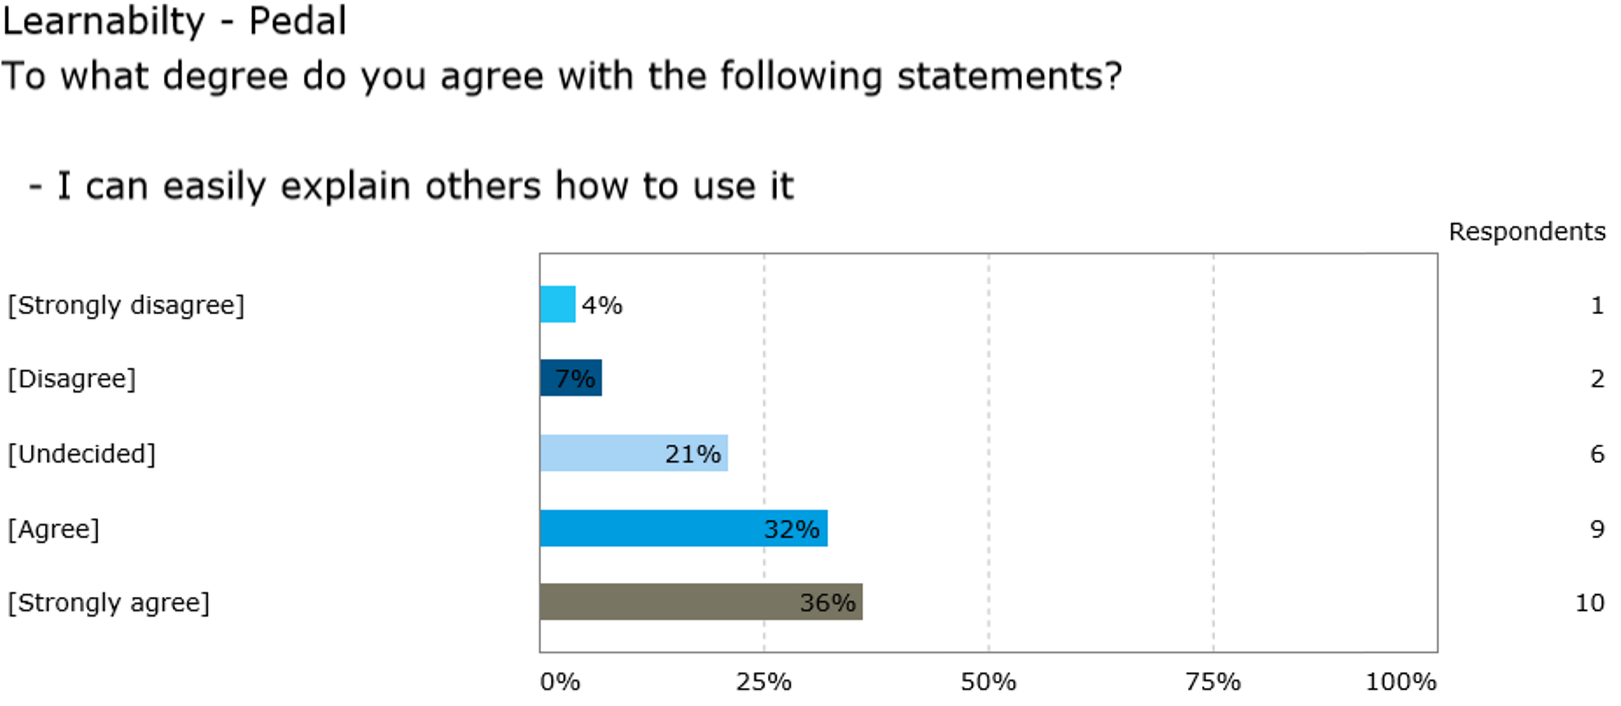 Learnabilty - Pedal
To what degree do you agree with the following statements?
- I can easily explain others how to use it
Respondents
[Strongly disagree] 4% 1
[Disagree] 7% 2
[Undecided] 21% 6
[Agree] 32% 9
[Strongly agree] 36% 10
0% 25% 50% 75% 100%